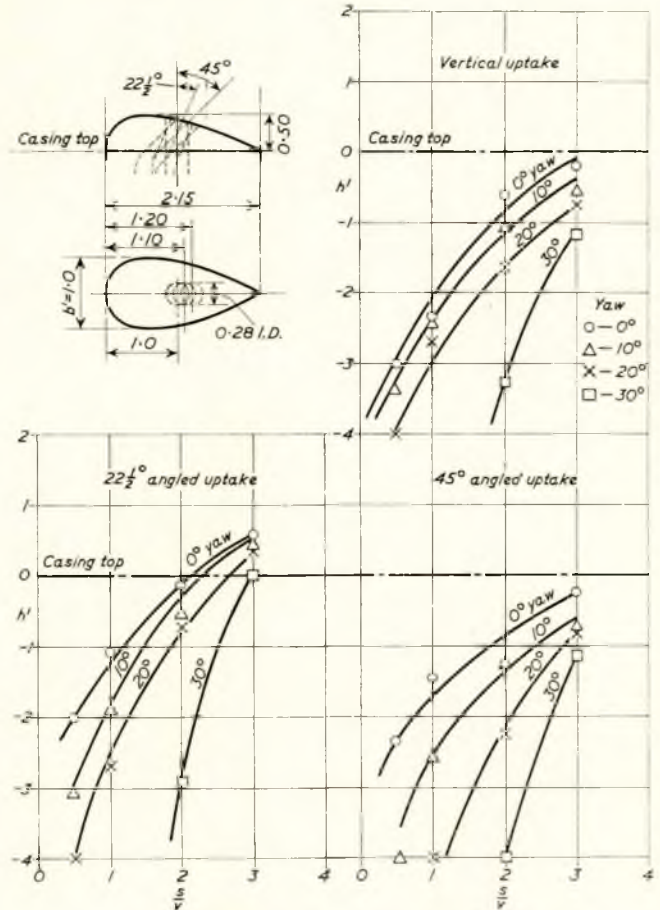 22½°
45°
Casing top
0·50
2·15
1·20
1·10
b'=1·0
1·0
0·28 I.D.
2
Vertical uptake
1
Casing top
0
h'
-1
-2
-3
-4
0° yaw
10°
20°
30°
Yaw
○—0°
△—10°
×—20°
□—30°
2
22½° angled uptake
1
Casing top
0
h'
-1
-2
-3
-4
0° yaw
10°
20°
30°
0 1 2 3 4
s/v
45° angled uptake
0° yaw
10°
20°
30°
0 1 2 3 4
s/v